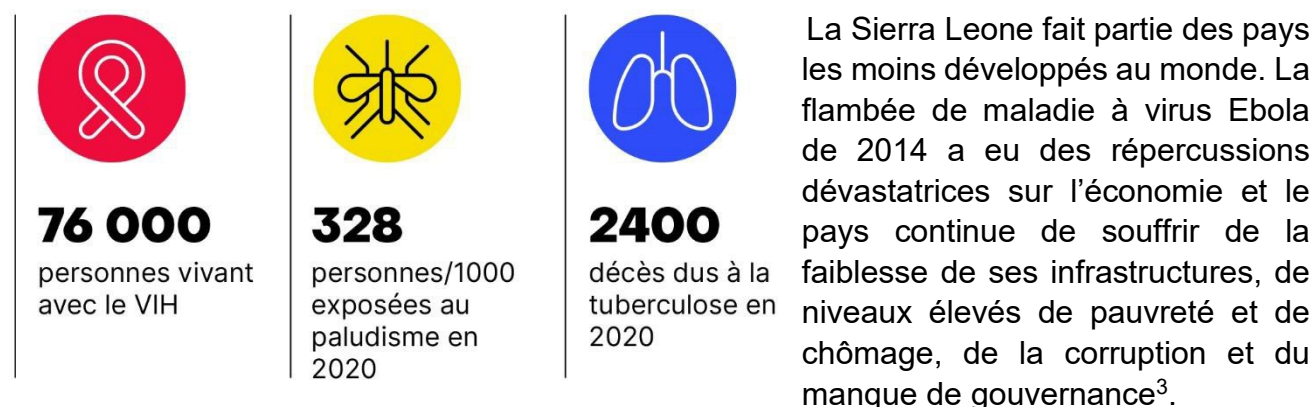 76 000
personnes vivant
avec le VIH
328
personnes/1000
exposées au
paludisme en
2020
2400
décès dus à la
tuberculose en
2020
La Sierra Leone fait partie des pays
les moins développés au monde. La
flambée de maladie à virus Ebola
de 2014 a eu des répercussions
dévastatrices sur l’économie et le
pays continue de souffrir de la
faiblesse de ses infrastructures, de
niveaux élevés de pauvreté et de
chômage, de la corruption et du
manque de gouvernance³.